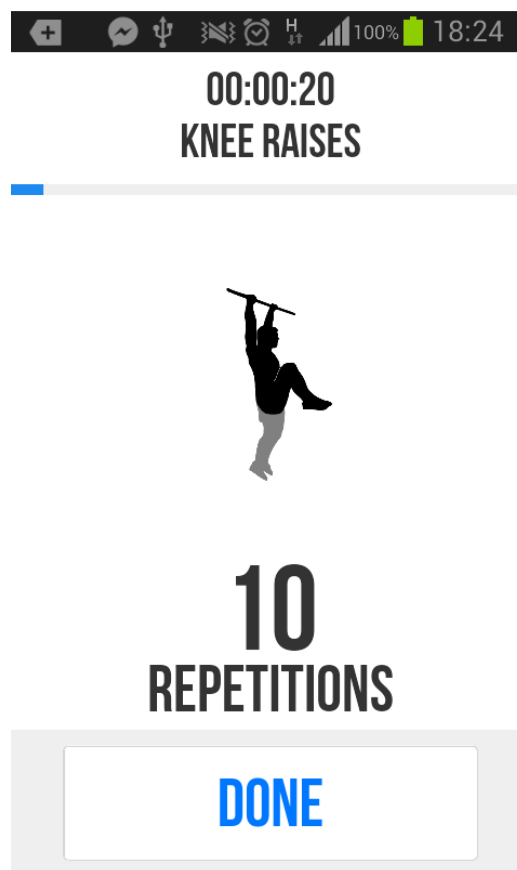 H 100% 18:24
00:00:20
KNEE RAISES
10
REPETITIONS
DONE